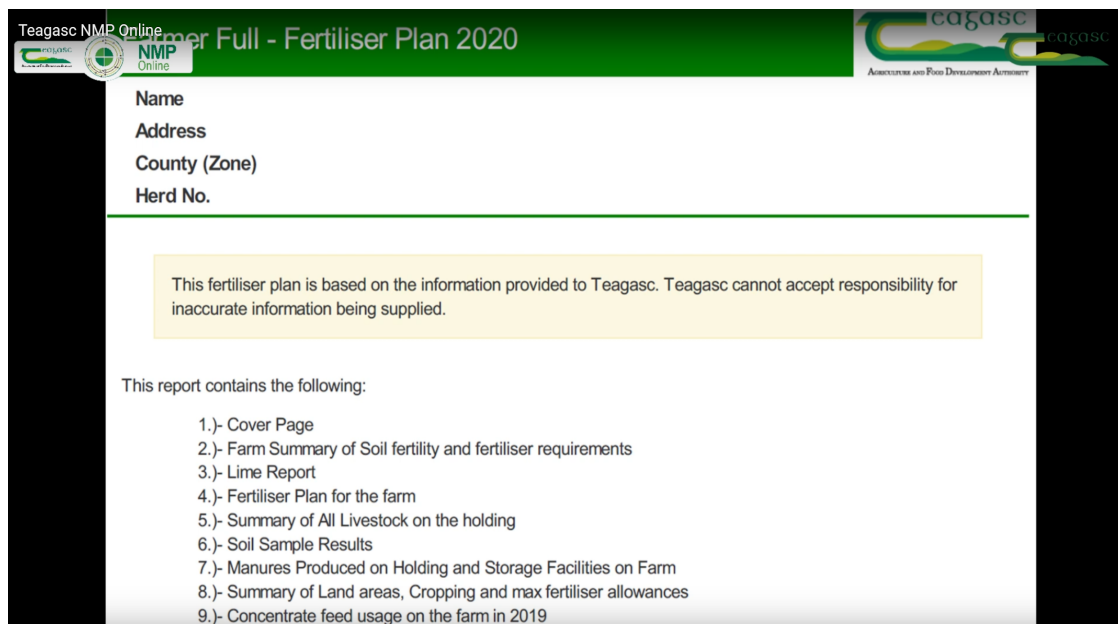 Teagasc NMP Online
Farmer Full - Fertiliser Plan 2020
NMP
Online
eagasc
eagasc
eagasc
AGRICULTURE AND FOOD DEVELOPMENT AUTHORITY
Name
Address
County (Zone)
Herd No.
This fertiliser plan is based on the information provided to Teagasc. Teagasc cannot accept responsibility for
inaccurate information being supplied.
This report contains the following:
1.)- Cover Page
2.)- Farm Summary of Soil fertility and fertiliser requirements
3.)- Lime Report
4.)- Fertiliser Plan for the farm
5.)- Summary of All Livestock on the holding
6.)- Soil Sample Results
7.)- Manures Produced on Holding and Storage Facilities on Farm
8.)- Summary of Land areas, Cropping and max fertiliser allowances
9.)- Concentrate feed usage on the farm in 2019